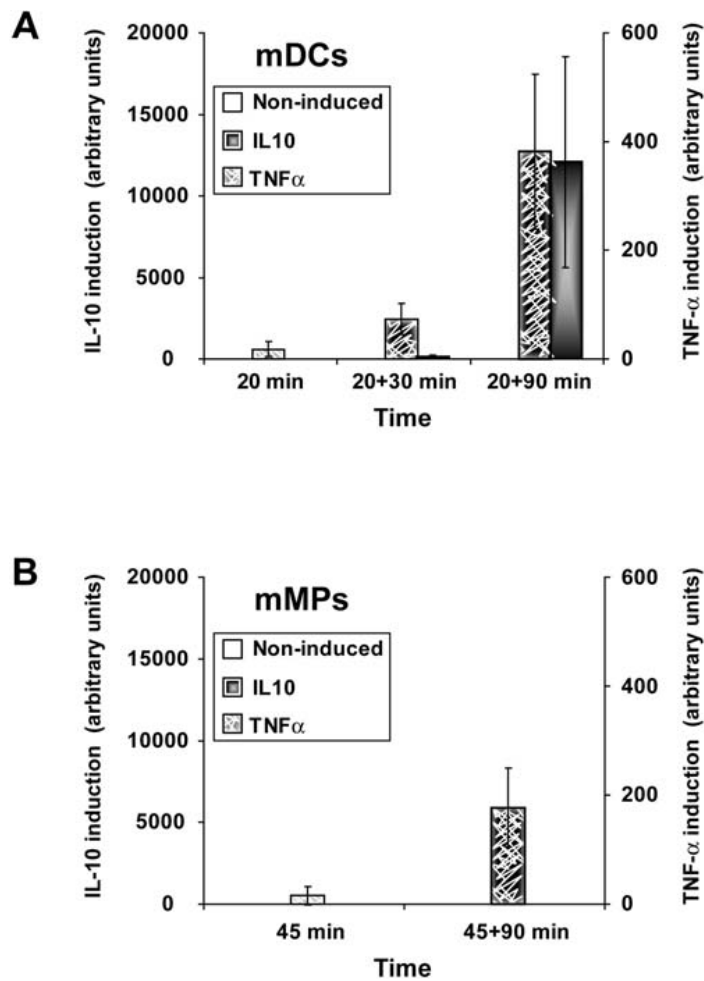 A
mDCs
Non-induced
IL10
TNFα
IL-10 induction (arbitrary units)
20000
15000
10000
5000
0
TNF-α induction (arbitrary units)
600
400
200
0
20 min
20+30 min
20+90 min
Time
B
mMPs
Non-induced
IL10
TNFα
IL-10 induction (arbitrary units)
20000
15000
10000
5000
0
TNF-α induction (arbitrary units)
600
400
200
0
45 min
45+90 min
Time